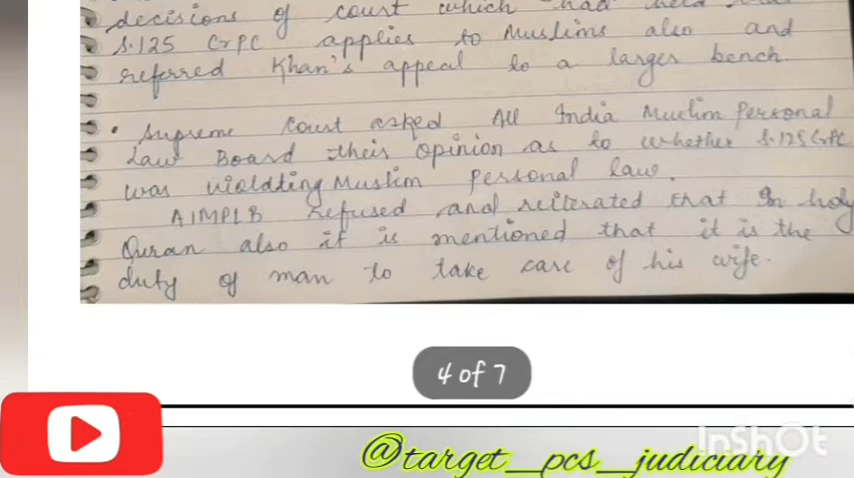 decisions of court which had held
S.125 CrPC applies to Muslims also and
referred Khan's appeal to a larger bench.
• Supreme Court asked All India Muslim Personal
Law Board their opinion as to whether S.125 CrPC
was violating Muslim Personal law.
AIMPLB refused and reiterated that In holy
Quran also it is mentioned that it is the
duty of man to take care of his wife.
4 of 7
InShOt
@target_pcs_judiciary